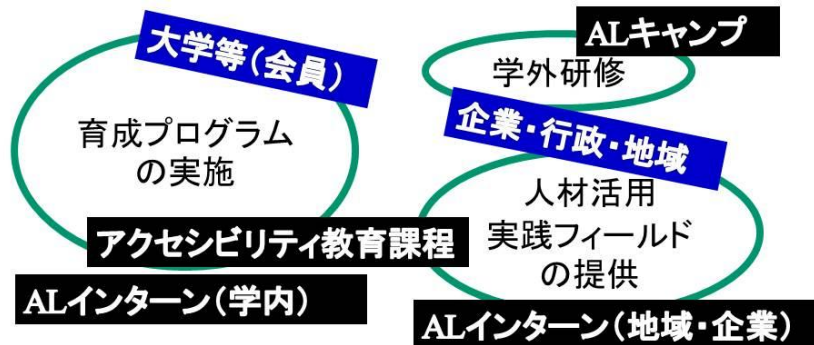 大学等(会員)
育成プログラム
の実施
アクセシビリティ教育課程
ALインターン(学内)
ALキャンプ
学外研修
企業・行政・地域
人材活用
実践フィールド
の提供
ALインターン(地域・企業)